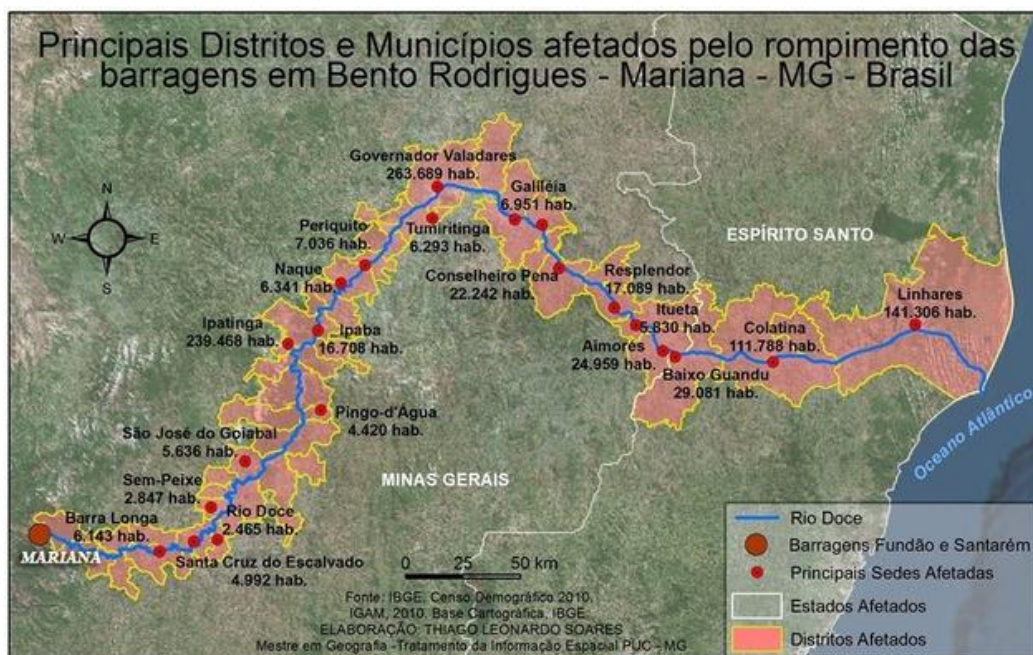 Principais Distritos e Municípios afetados pelo rompimento das
barragens em Bento Rodrigues - Mariana - MG - Brasil
N
W
E
S
Governador Valadares
263.689 hab.
Galiléia
6.951 hab.
Periquito
7.036 hab.
Tumiritinga
6.293 hab.
ESPÍRITO SANTO
Naque
6.341 hab.
Conselheiro Pena
22.242 hab.
Resplendor
17.089 hab.
Linhares
141.306 hab.
Ipatinga
239.468 hab.
Ipaba
16.708 hab.
Itueta
5.830 hab.
Colatina
111.788 hab.
Aimorés
24.959 hab.
Baixo Guandu
29.081 hab.
Pingo-d'Água
4.420 hab.
Oceano Atlântico
São José do Goiabal
5.636 hab.
Sem-Peixe
2.847 hab.
MINAS GERAIS
Barra Longa
6.143 hab.
Rio Doce
2.465 hab.
MARIANA
Santa Cruz do Escalvado
4.992 hab.
0 25 50 km
Fonte: IBGE, Censo Demográfico 2010,
IGAM, 2010, Base Cartográfica, IBGE.
ELABORAÇÃO: THIAGO LEONARDO SOARES
Mestre em Geografia -Tratamento da Informação Espacial PUC - MG
Rio Doce
Barragens Fundão e Santarém
Principais Sedes Afetadas
Estados Afetados
Distritos Afetados